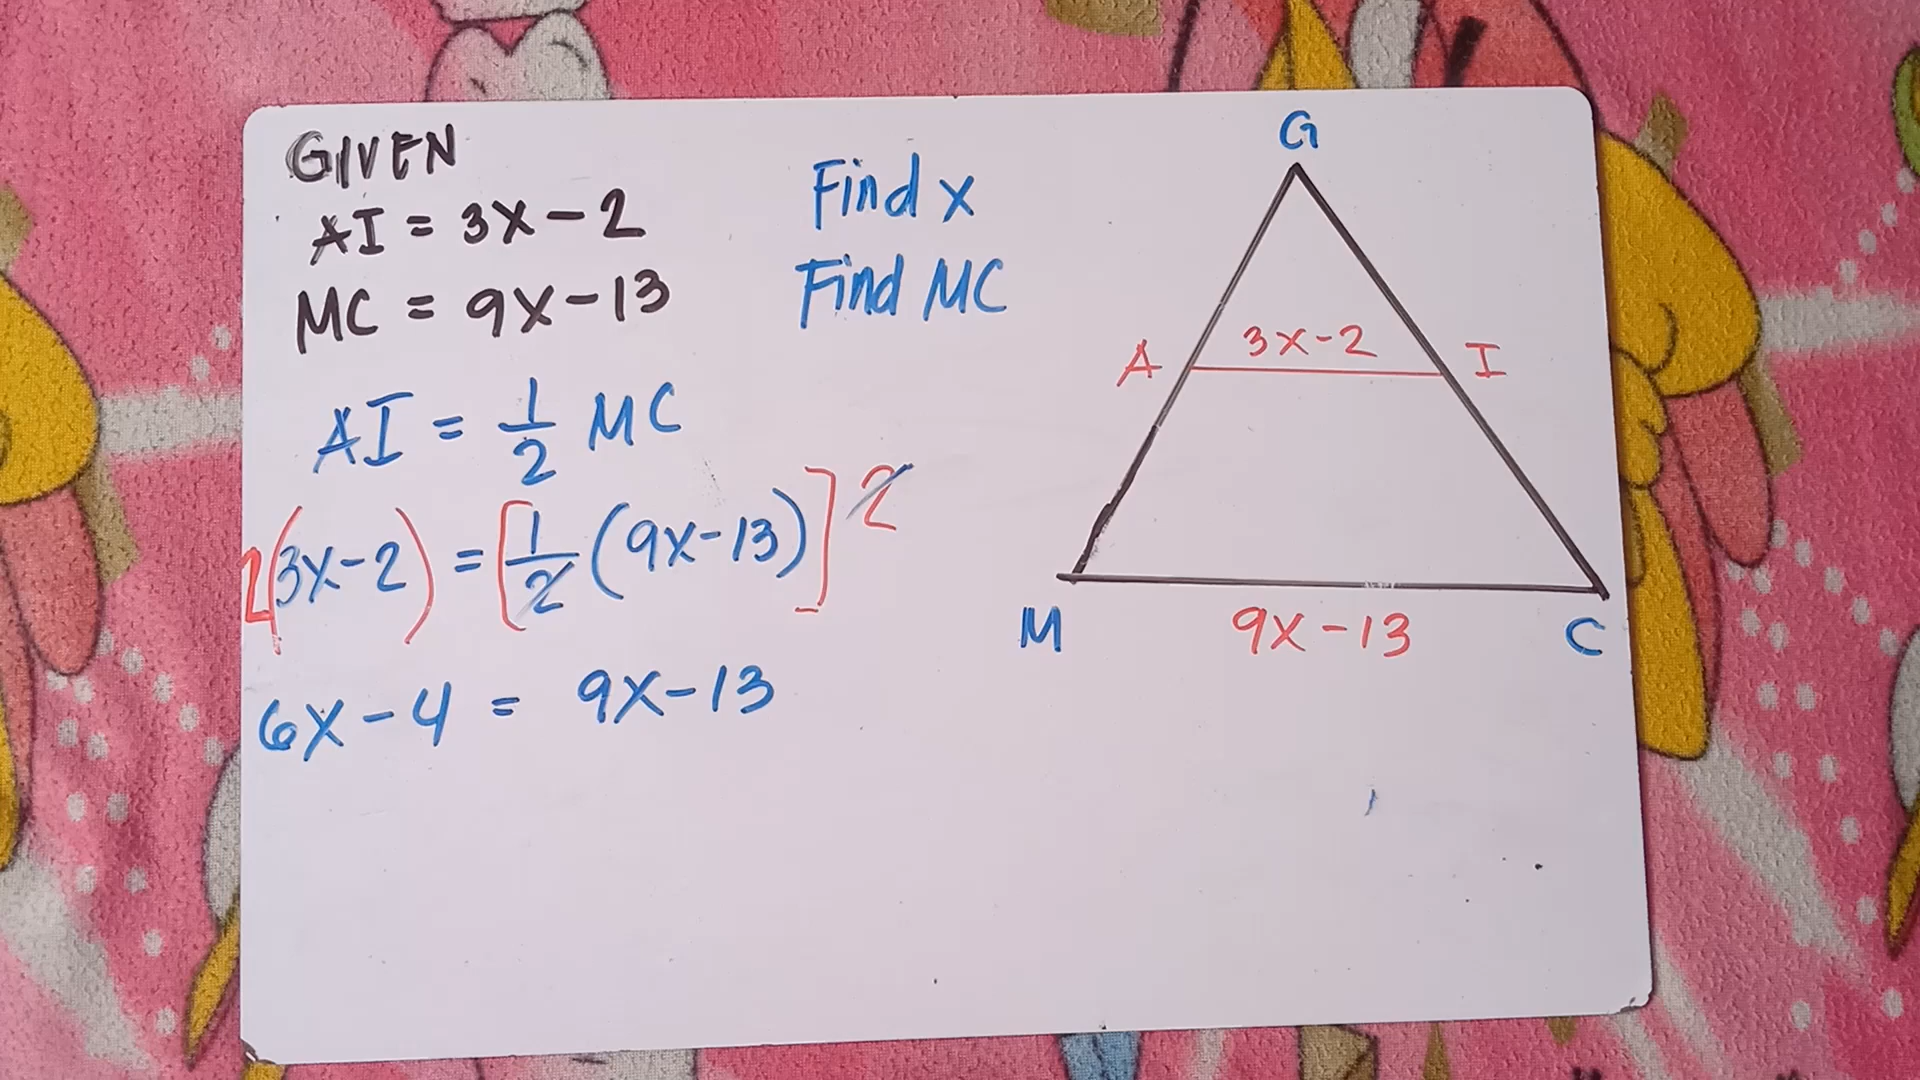 GIVEN
AI = 3x - 2
MC = 9x - 13
Find x
Find MC
AI = 1/2 MC
2(3x - 2) = [1/2 (9x - 13)] 2
6x - 4 = 9x - 13
G
A 3x - 2 I
M 9x - 13 C